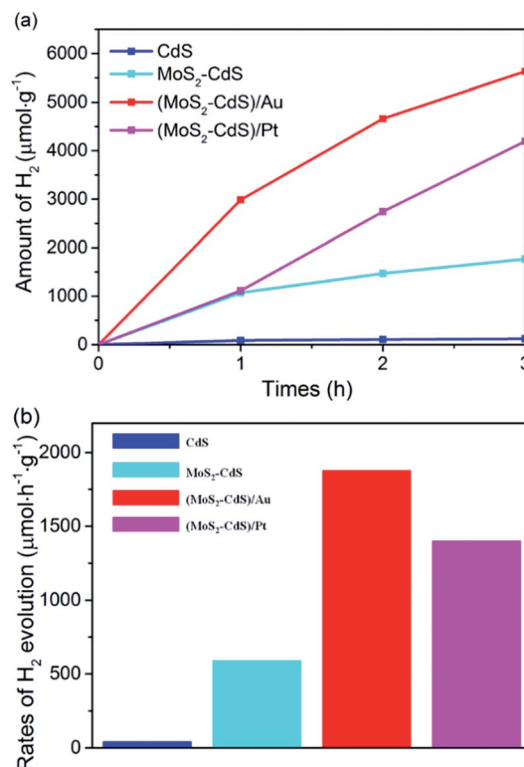 (a)
6000
5000
4000
3000
2000
1000
0
Amount of H₂ (μmol·g⁻¹)
CdS
MoS₂-CdS
(MoS₂-CdS)/Au
(MoS₂-CdS)/Pt
0 1 2 3
Times (h)
(b)
2000
1500
1000
500
0
Rates of H₂ evolution (μmol·h⁻¹·g⁻¹)
CdS
MoS₂-CdS
(MoS₂-CdS)/Au
(MoS₂-CdS)/Pt